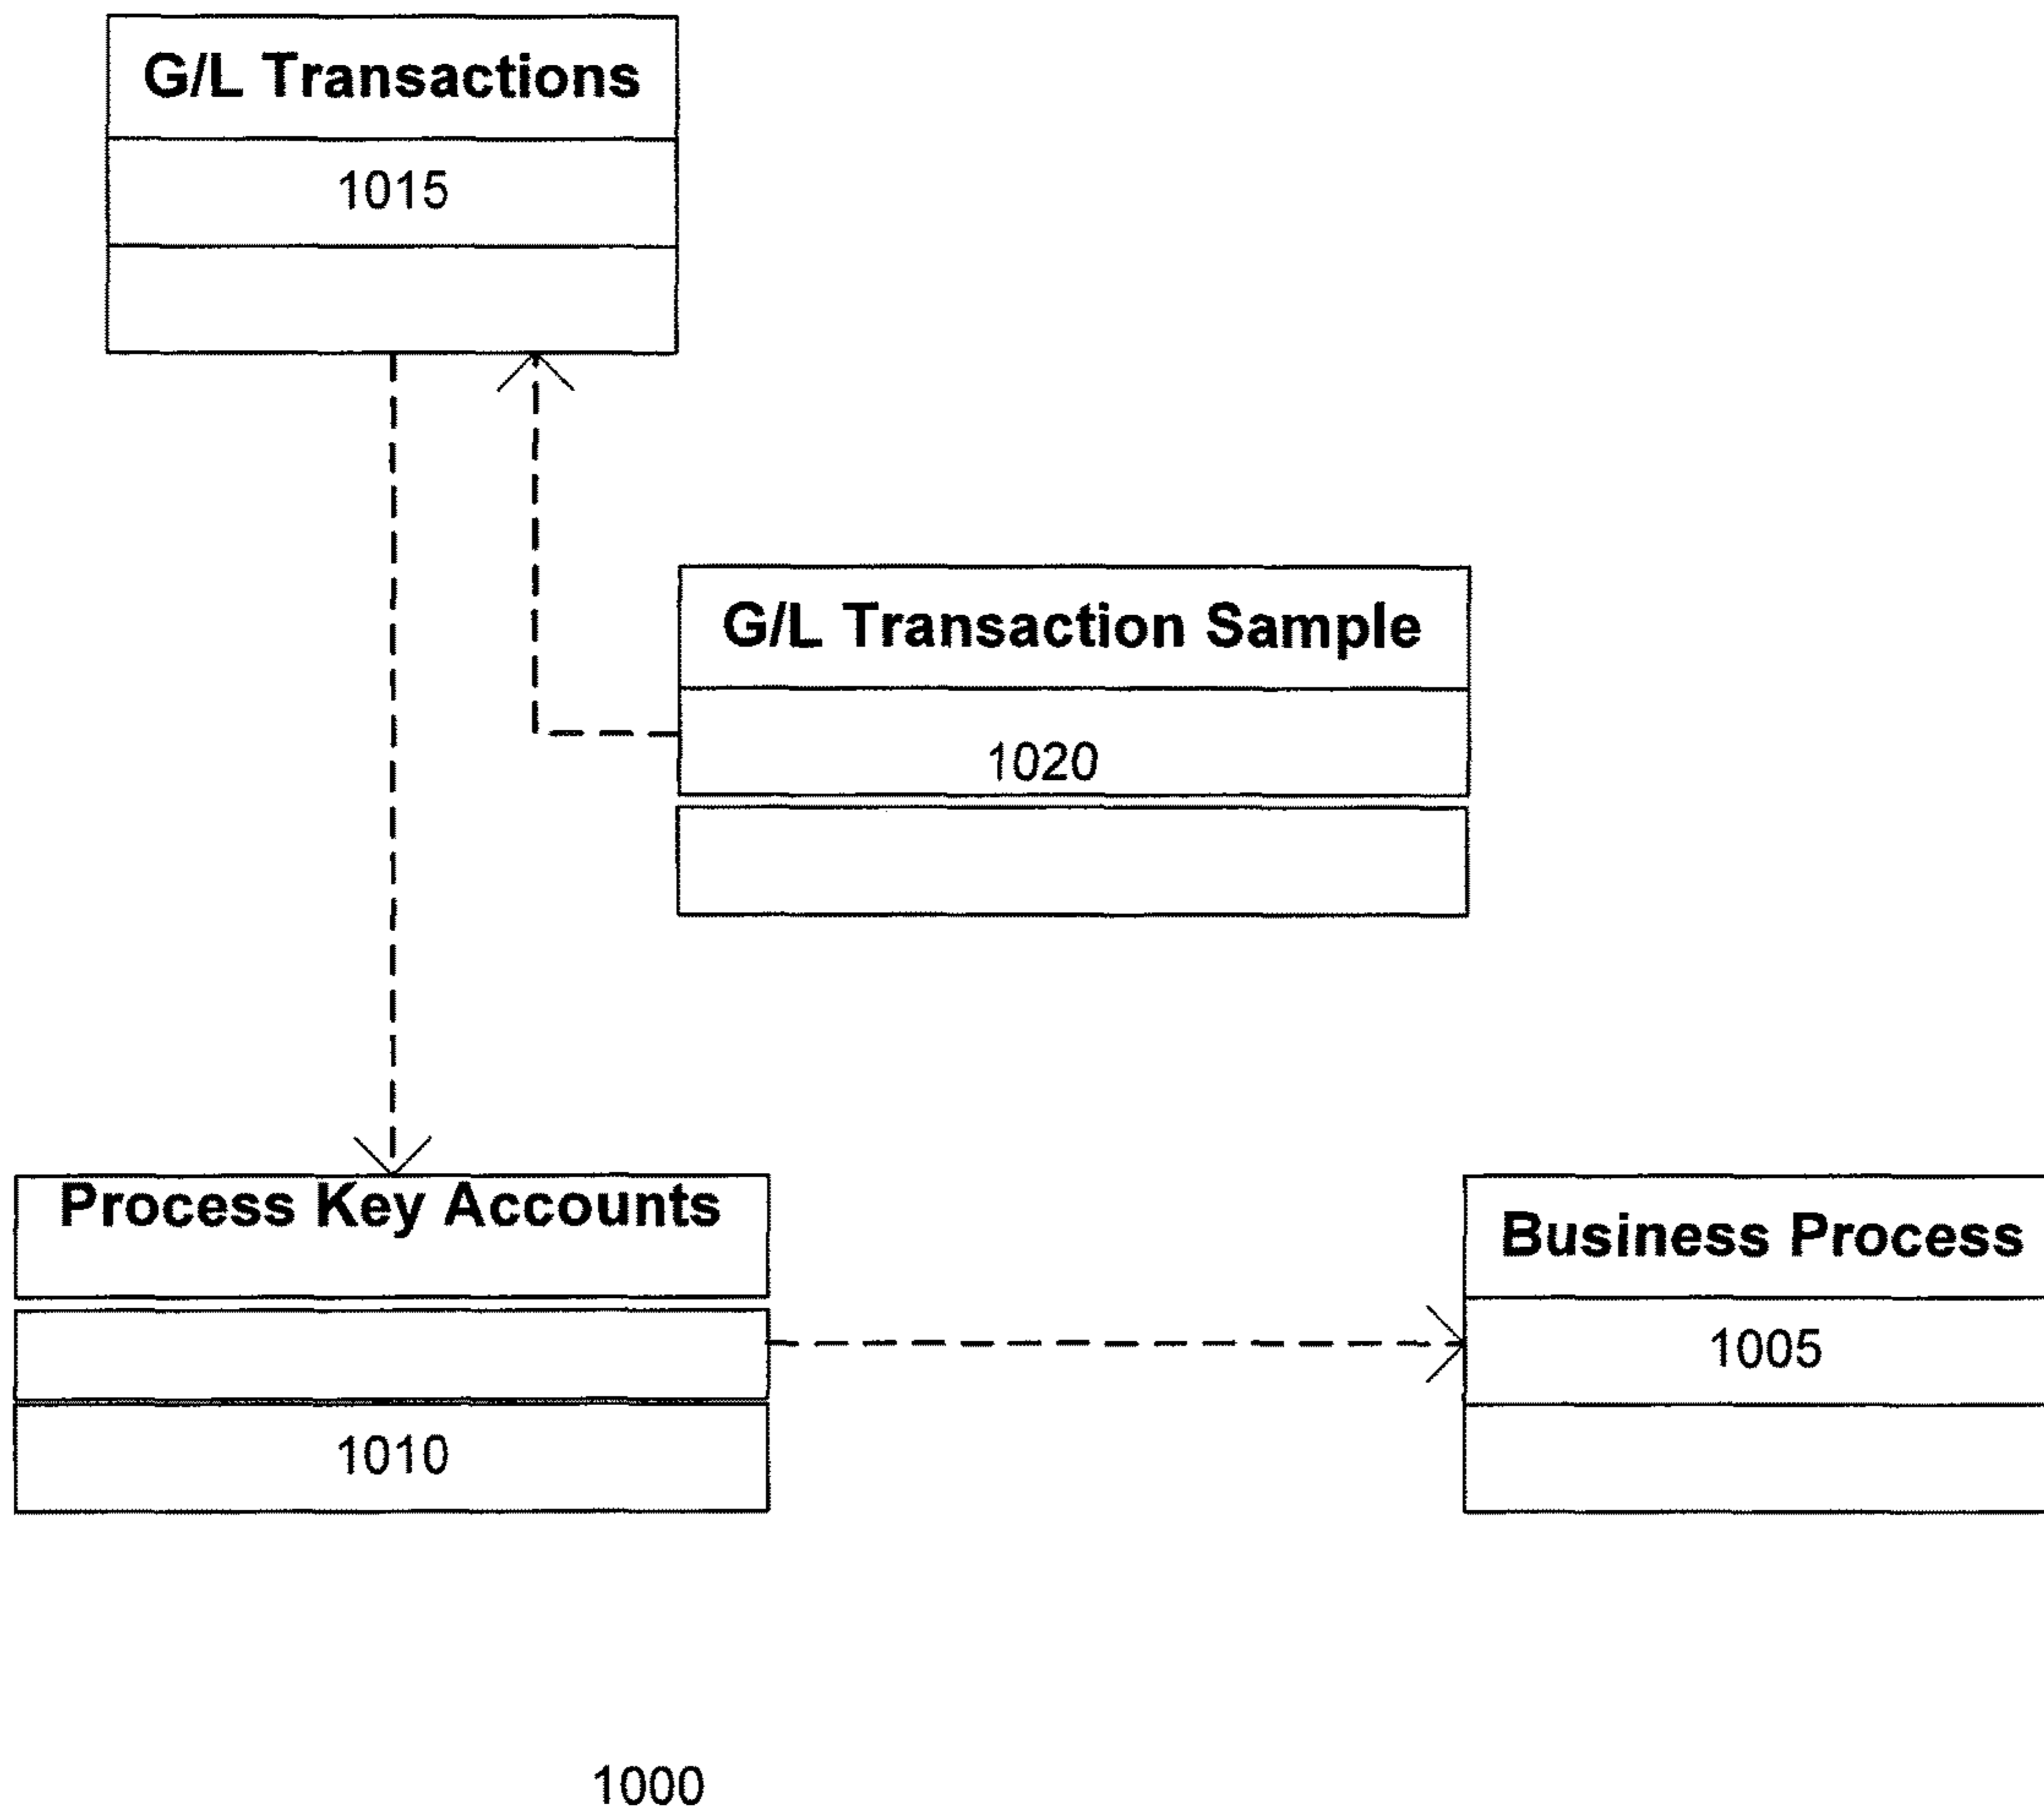 G/L Transactions
1015
G/L Transaction Sample
1020
Process Key Accounts
1010
Business Process
1005
1000